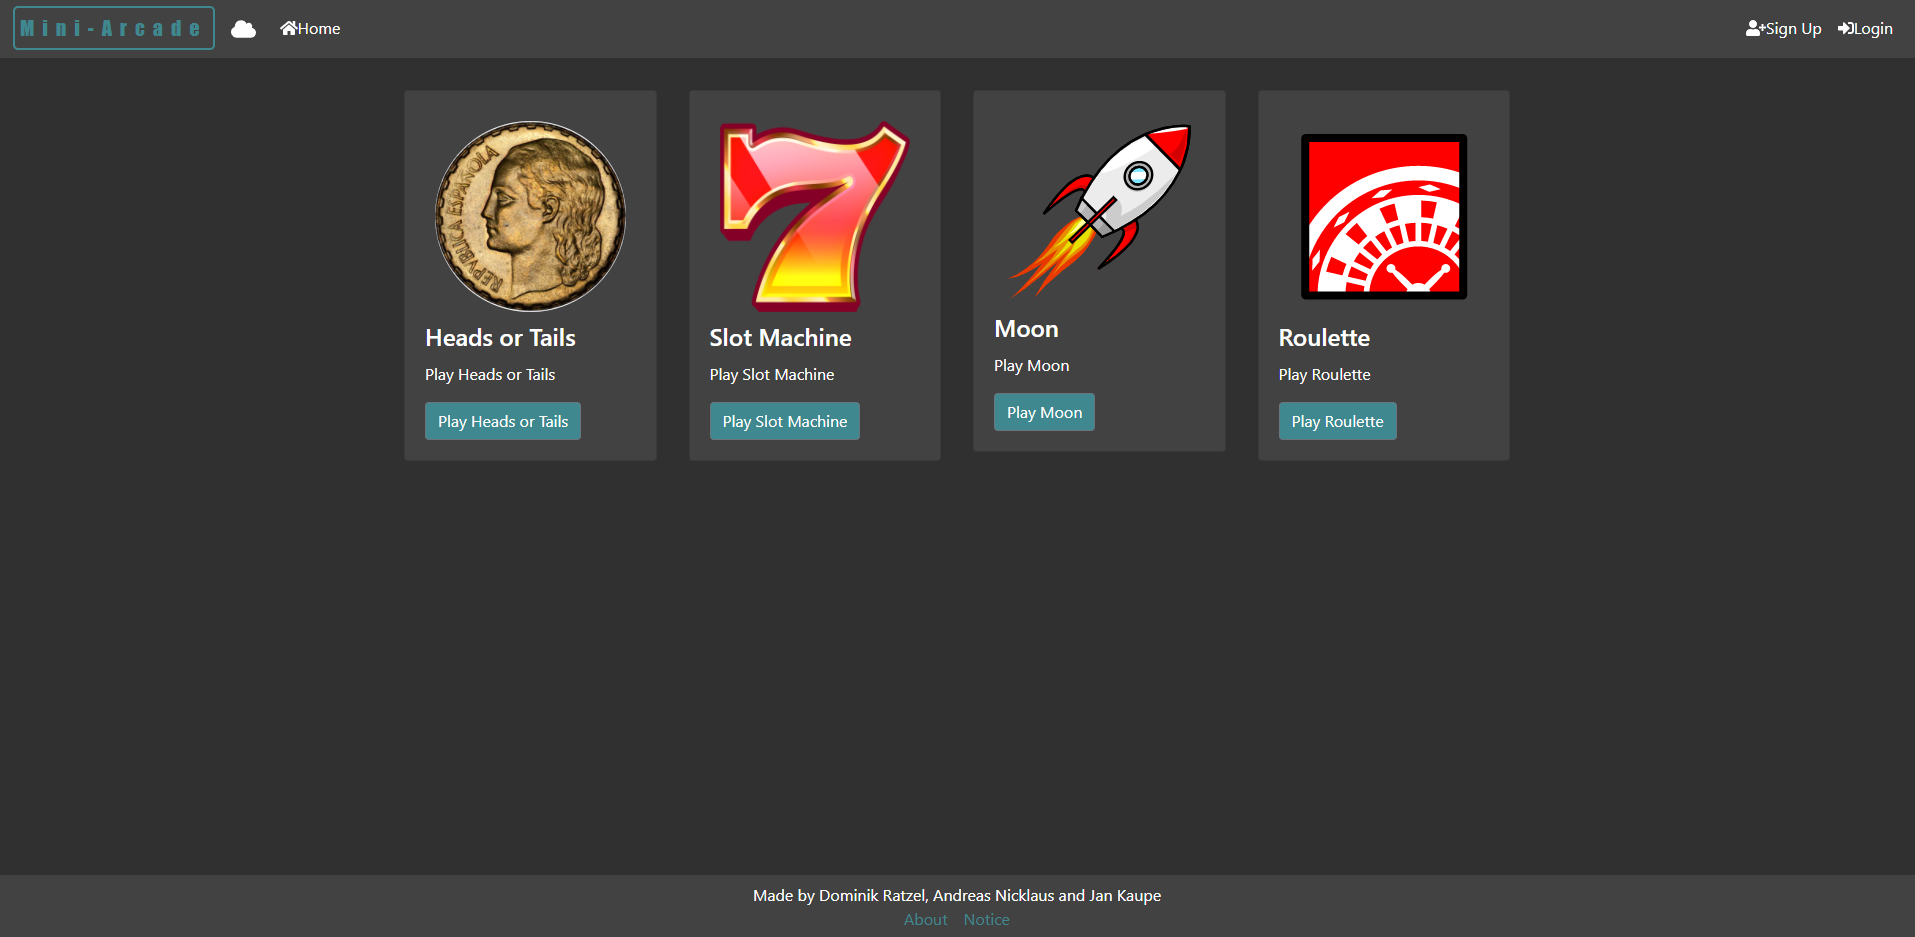 Mini-Arcade Home Sign Up Login
REPVBLICA ESPAÑOLA
Heads or Tails
Play Heads or Tails
Play Heads or Tails
Slot Machine
Play Slot Machine
Play Slot Machine
Moon
Play Moon
Play Moon
Roulette
Play Roulette
Play Roulette
Made by Dominik Ratzel, Andreas Nicklaus and Jan Kaupe
About Notice